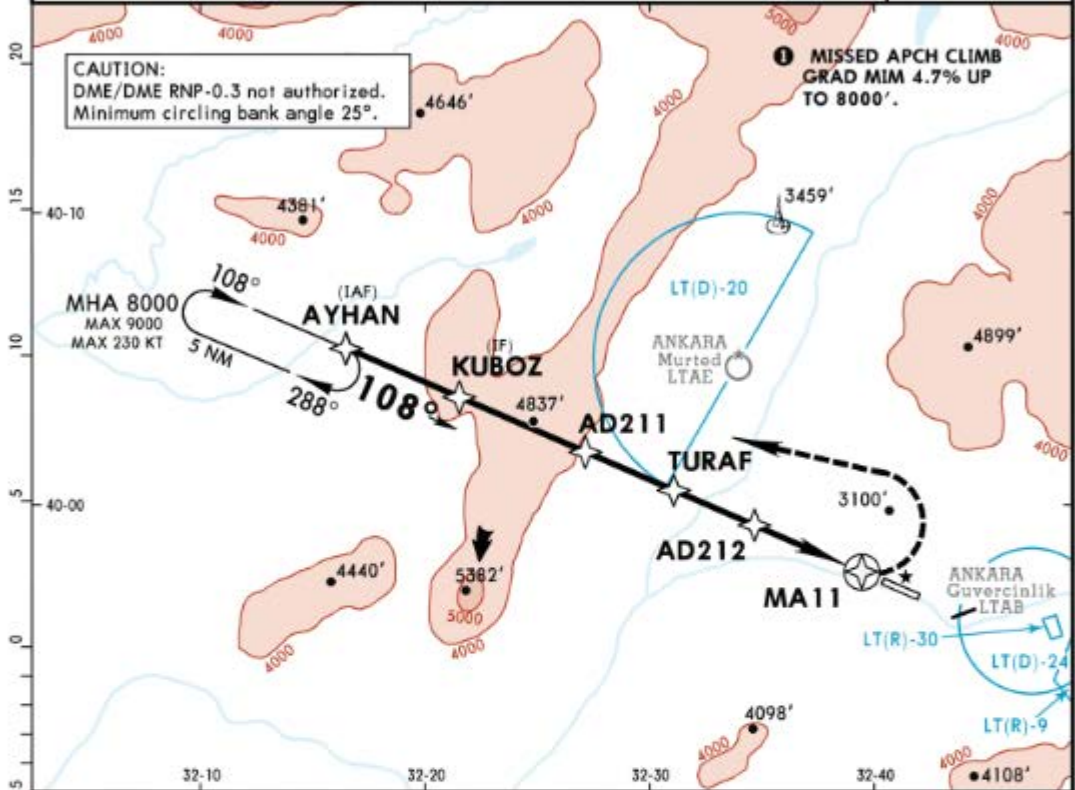 4000
4000
5000
4000
20
CAUTION:
DME/DME RNP-0.3 not authorized.
Minimum circling bank angle 25°.
4646'
4000
❶ MISSED APCH CLIMB
GRAD MIM 4.7% UP
TO 8000'.
15
40-10
4381'
4000
4000
3459'
4000
108°
MHA 8000
MAX 9000
MAX 230 KT
5 NM
288°
(IAF)
AYHAN
108°
(IF)
KUBOZ
4837'
AD211
LT(D)-20
ANKARA
Murted
LTAE
4899'
4000
10
TURAF
5
40-00
3100'
AD212
4440'
4000
5382'
5000
4000
MA11
ANKARA
Guvercinlik
LTAB
LT(R)-30
LT(D)-24
LT(R)-9
0
4098'
4000
4000
4108'
5
32-10
32-20
32-30
32-40